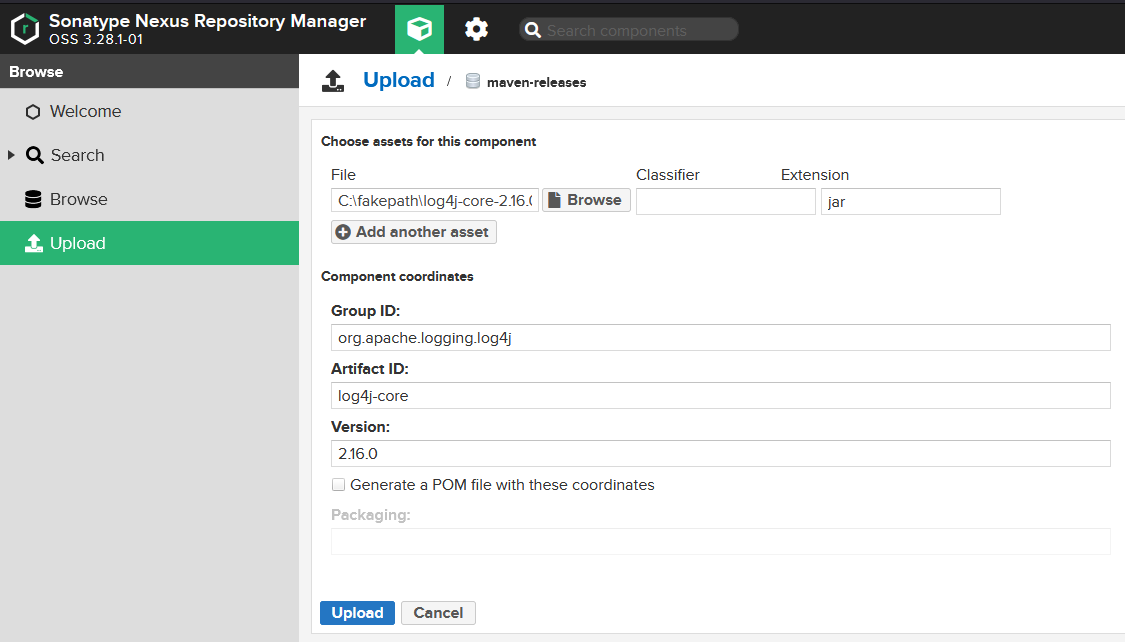 Sonatype Nexus Repository Manager
OSS 3.28.1-01
Search components
Browse
Welcome
Search
Browse
Upload
Upload / maven-releases
Choose assets for this component
File Classifier Extension
C:\fakepath\log4j-core-2.16.0 Browse jar
Add another asset
Component coordinates
Group ID:
org.apache.logging.log4j
Artifact ID:
log4j-core
Version:
2.16.0
Generate a POM file with these coordinates
Packaging:
Upload Cancel